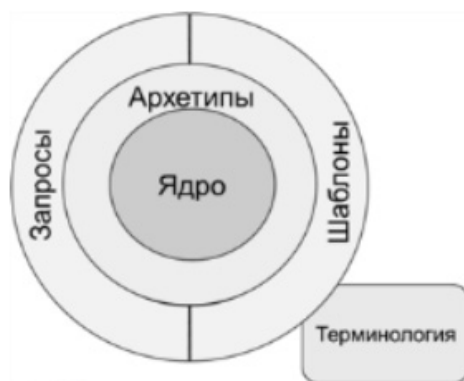 Архетипы
Запросы
Ядро
Шаблоны
Терминология